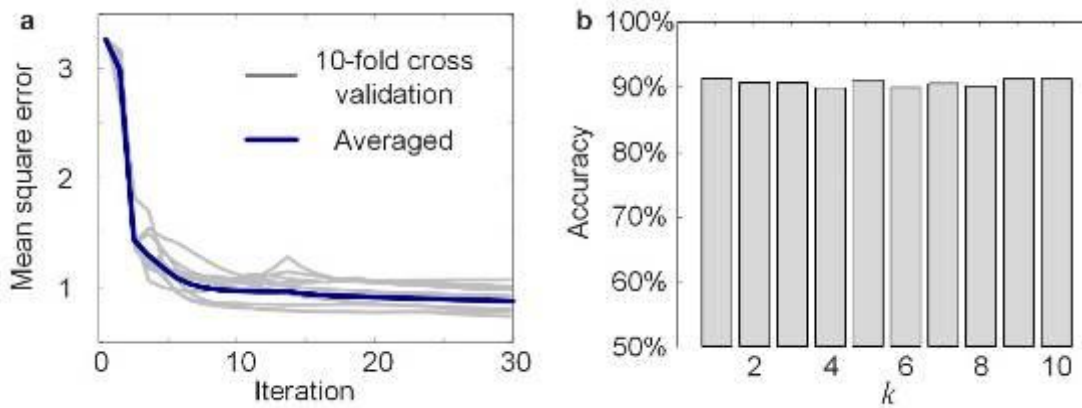 a
Mean square error
3
2
1
10-fold cross
validation
Averaged
0 10 20 30
Iteration
b
Accuracy
100%
90%
80%
70%
60%
50%
2 4 6 8 10
k